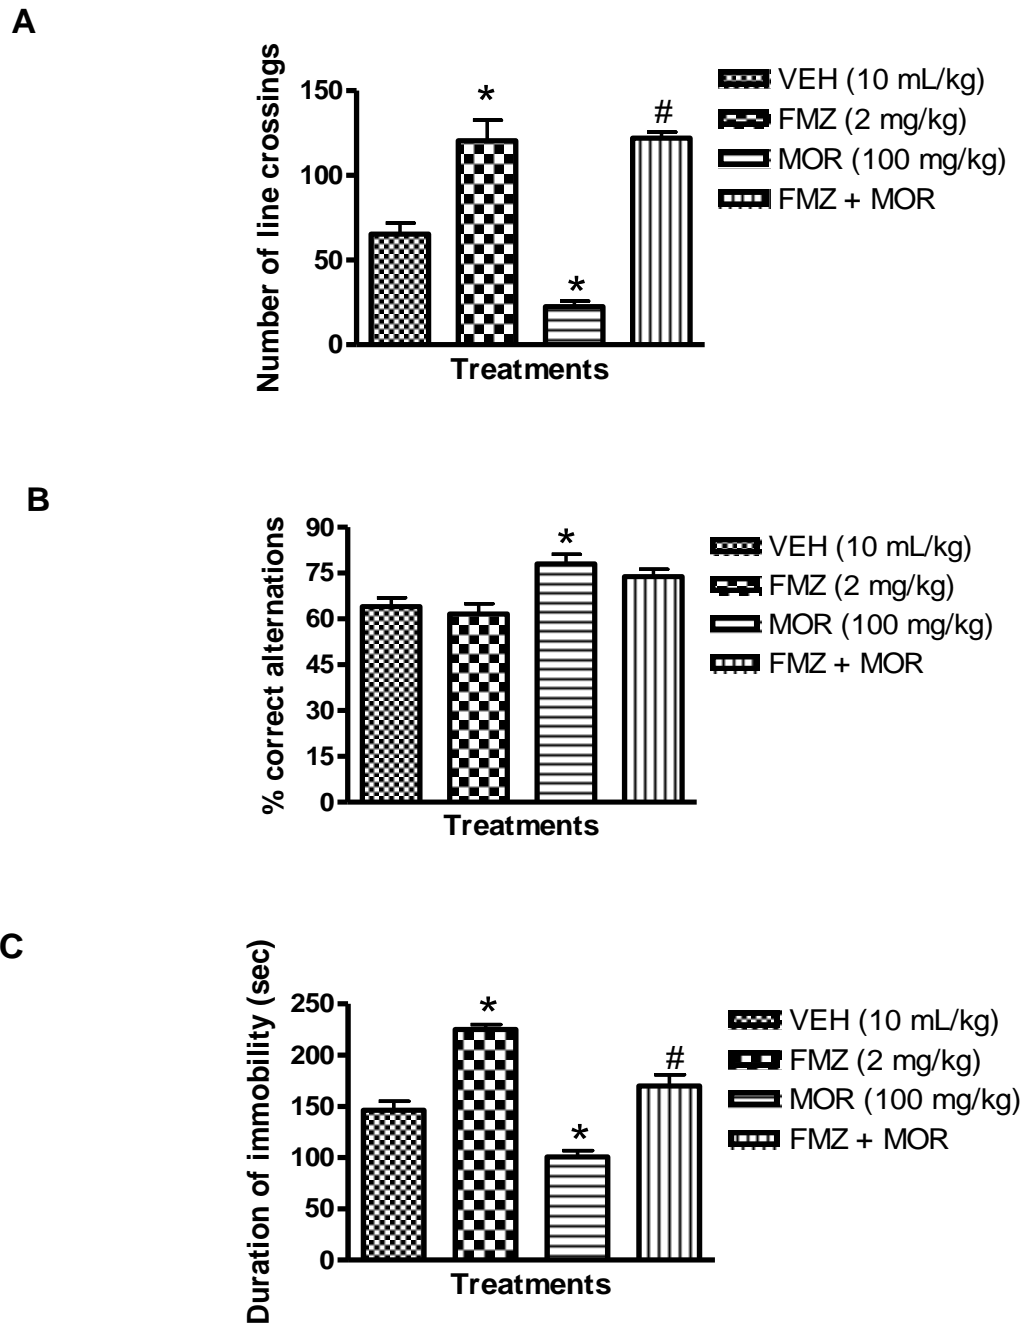 A
Number of line crossings
150
100
50
0
*
*
#
Treatments
VEH (10 mL/kg)
FMZ (2 mg/kg)
MOR (100 mg/kg)
FMZ + MOR
B
% correct alternations
90
75
60
45
30
15
0
*
Treatments
VEH (10 mL/kg)
FMZ (2 mg/kg)
MOR (100 mg/kg)
FMZ + MOR
C
Duration of immobility (sec)
250
200
150
100
50
0
*
*
#
Treatments
VEH (10 mL/kg)
FMZ (2 mg/kg)
MOR (100 mg/kg)
FMZ + MOR